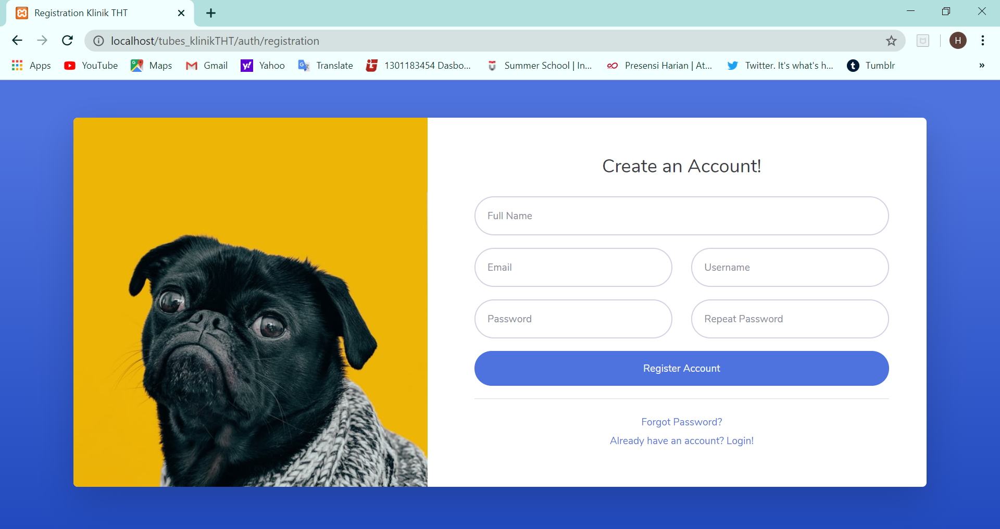 Registration Klinik THT
localhost/tubes_klinikTHT/auth/registration
H
Apps YouTube Maps Gmail Yahoo Translate 1301183454 Dasbo... Summer School | In... Presensi Harian | At... Twitter. It's what's h... Tumblr »
Create an Account!
Full Name
Email Username
Password Repeat Password
Register Account
Forgot Password?
Already have an account? Login!